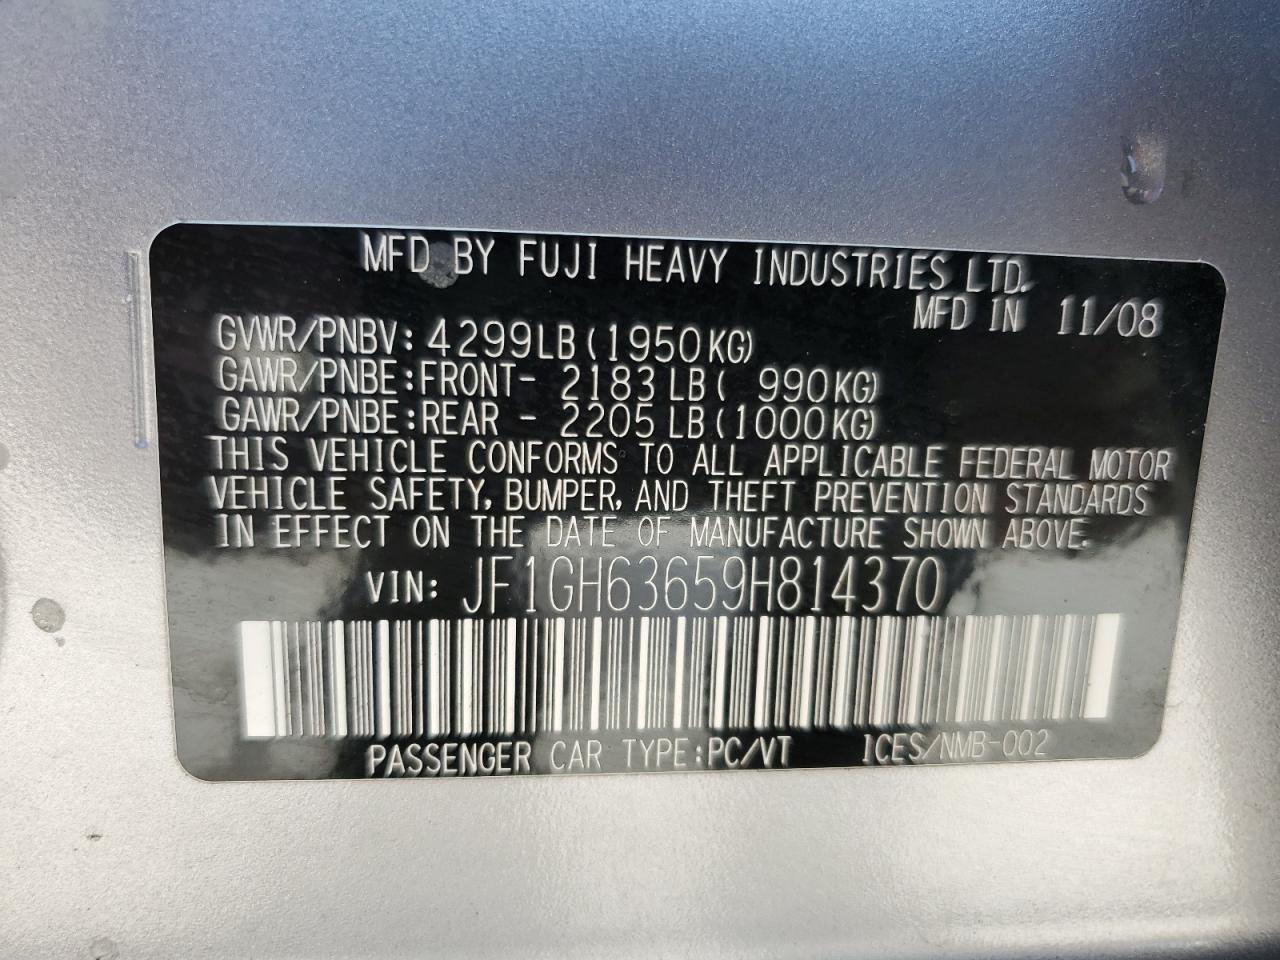 MFD BY FUJI HEAVY INDUSTRIES LTD.
MFD IN 11/08
GVWR/PNBV: 4299LB (1950KG)
GAWR/PNBE:FRONT- 2183LB ( 990KG)
GAWR/PNBE:REAR - 2205LB (1000KG)
THIS VEHICLE CONFORMS TO ALL APPLICABLE FEDERAL MOTOR
VEHICLE SAFETY, BUMPER, AND THEFT PREVENTION STANDARDS
IN EFFECT ON THE DATE OF MANUFACTURE SHOWN ABOVE.
VIN: JF1GH63659H814370
PASSENGER CAR TYPE:PC/VT ICES/NMB-002